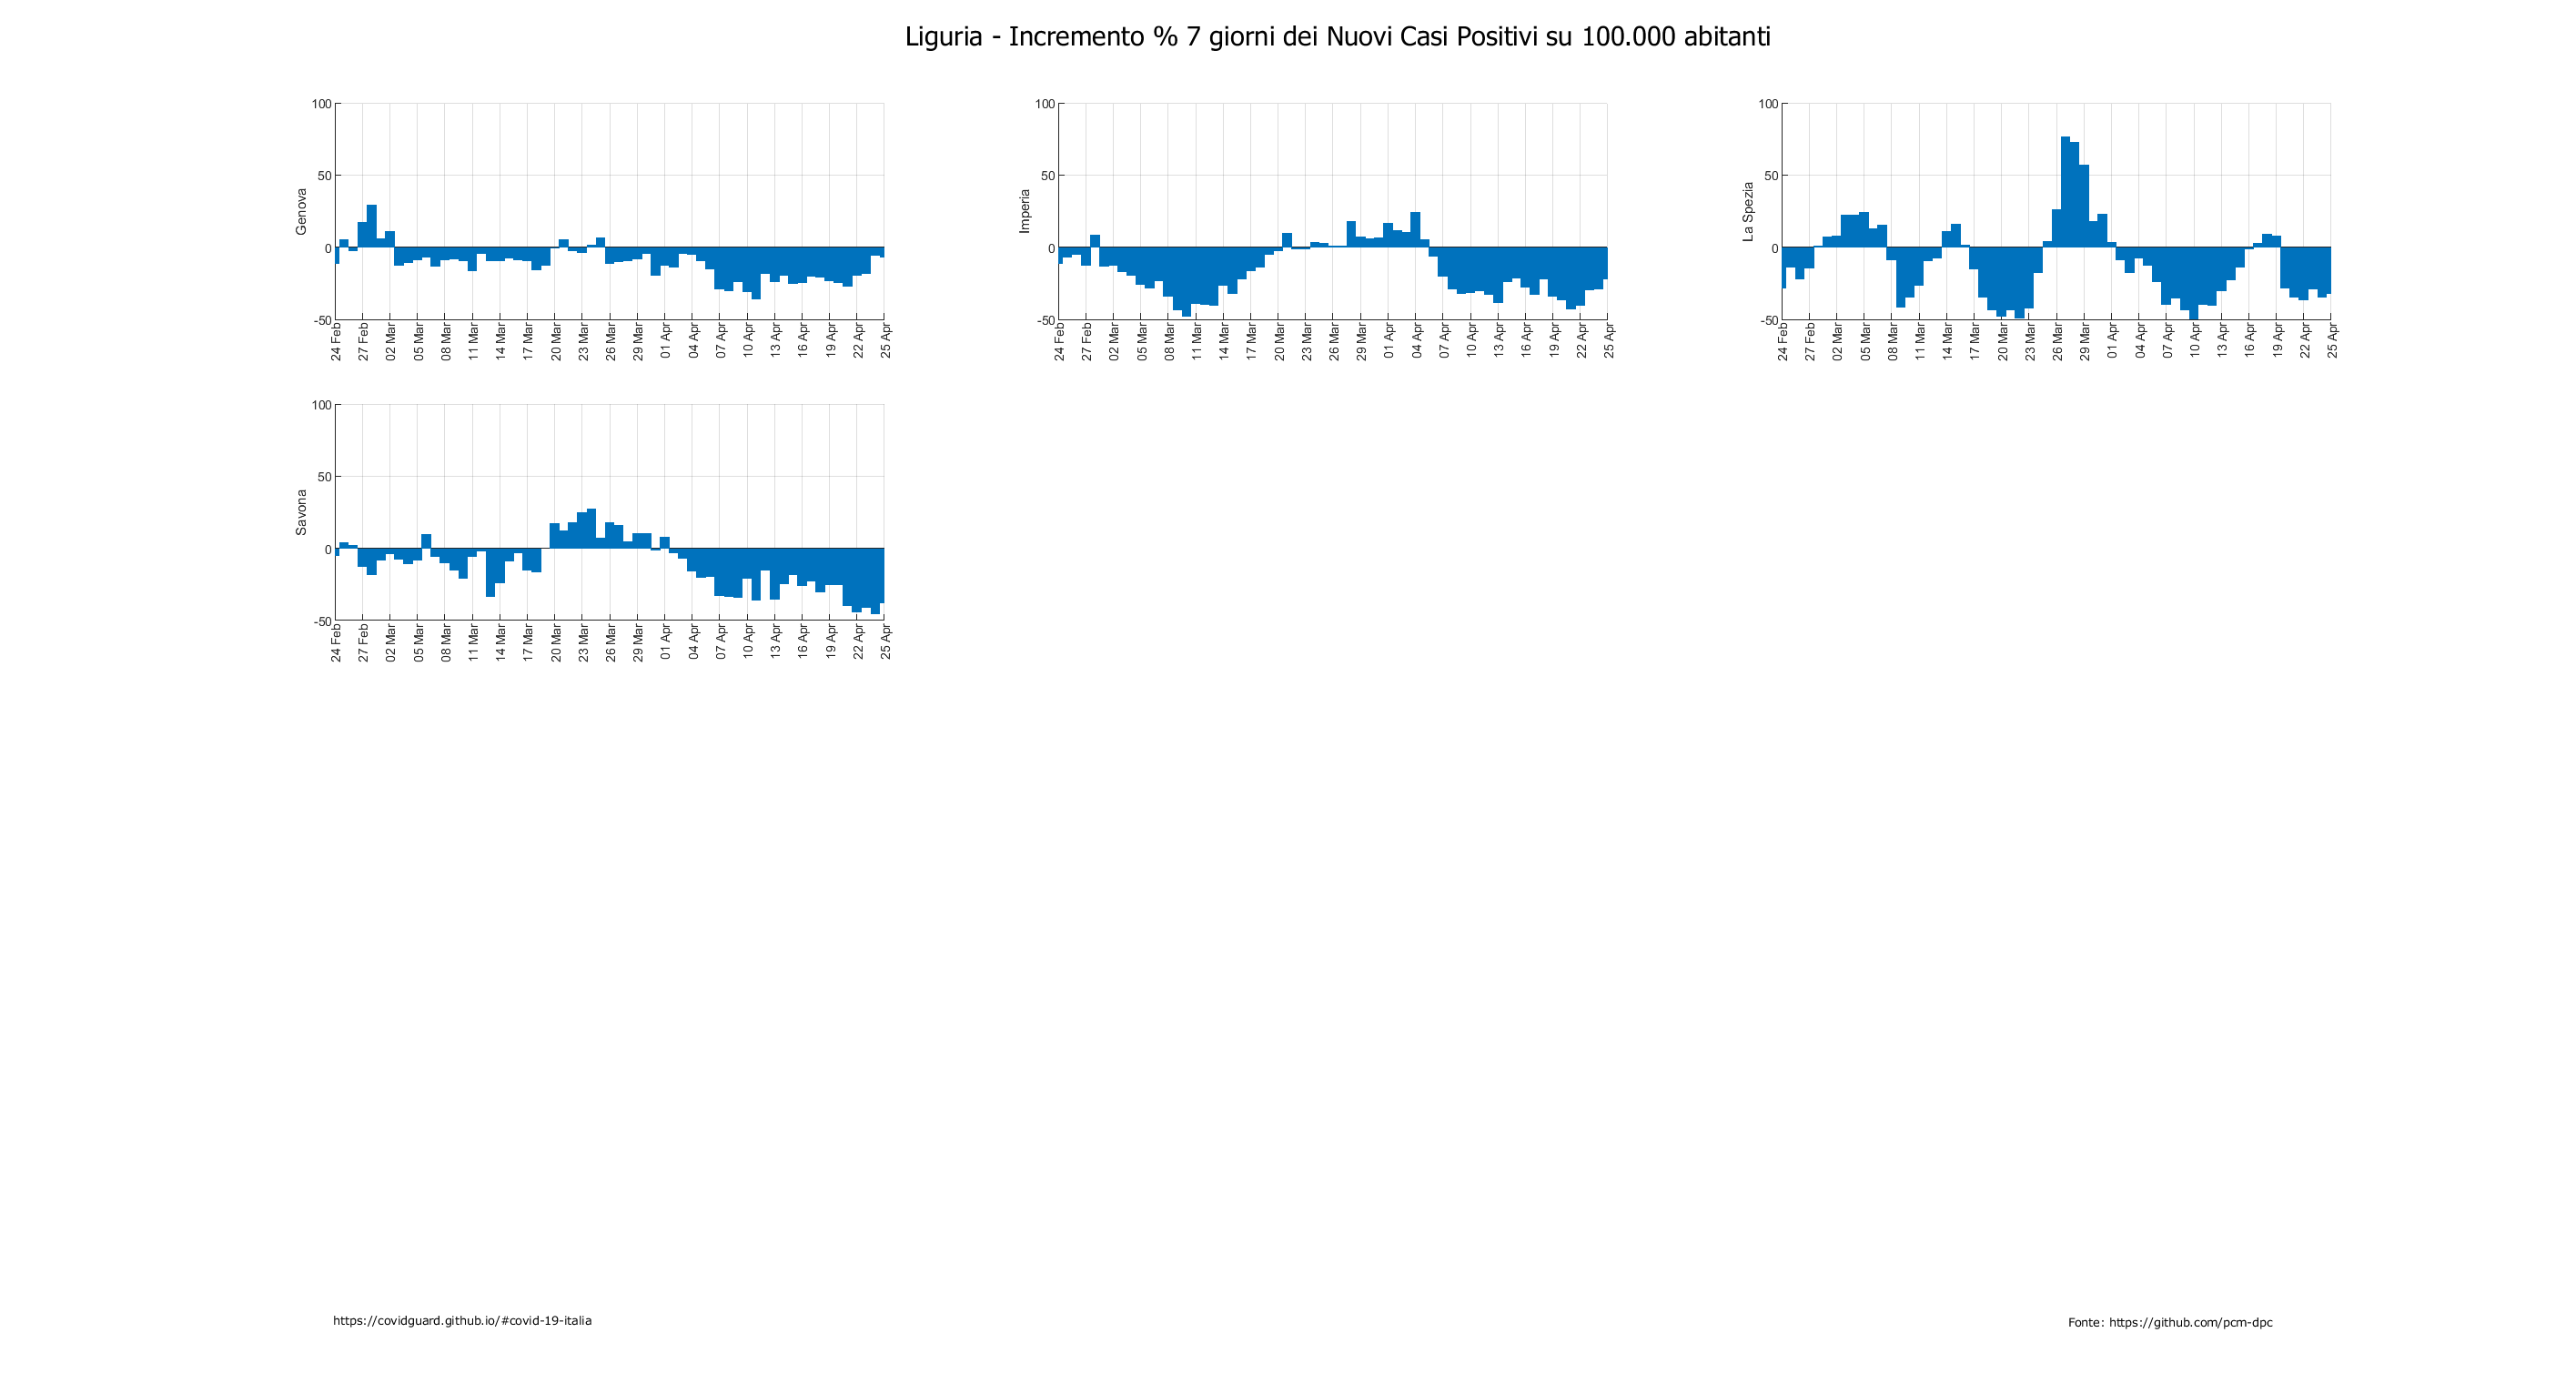 Liguria - Incremento % 7 giorni dei Nuovi Casi Positivi su 100.000 abitanti
Genova
100
50
0
-50
24 Feb
27 Feb
02 Mar
05 Mar
08 Mar
11 Mar
14 Mar
17 Mar
20 Mar
23 Mar
26 Mar
29 Mar
01 Apr
04 Apr
07 Apr
10 Apr
13 Apr
16 Apr
19 Apr
22 Apr
25 Apr
Imperia
100
50
0
-50
24 Feb
27 Feb
02 Mar
05 Mar
08 Mar
11 Mar
14 Mar
17 Mar
20 Mar
23 Mar
26 Mar
29 Mar
01 Apr
04 Apr
07 Apr
10 Apr
13 Apr
16 Apr
19 Apr
22 Apr
25 Apr
La Spezia
100
50
0
-50
24 Feb
27 Feb
02 Mar
05 Mar
08 Mar
11 Mar
14 Mar
17 Mar
20 Mar
23 Mar
26 Mar
29 Mar
01 Apr
04 Apr
07 Apr
10 Apr
13 Apr
16 Apr
19 Apr
22 Apr
25 Apr
Savona
100
50
0
-50
24 Feb
27 Feb
02 Mar
05 Mar
08 Mar
11 Mar
14 Mar
17 Mar
20 Mar
23 Mar
26 Mar
29 Mar
01 Apr
04 Apr
07 Apr
10 Apr
13 Apr
16 Apr
19 Apr
22 Apr
25 Apr
https://covidguard.github.io/#covid-19-italia
Fonte: https://github.com/pcm-dpc